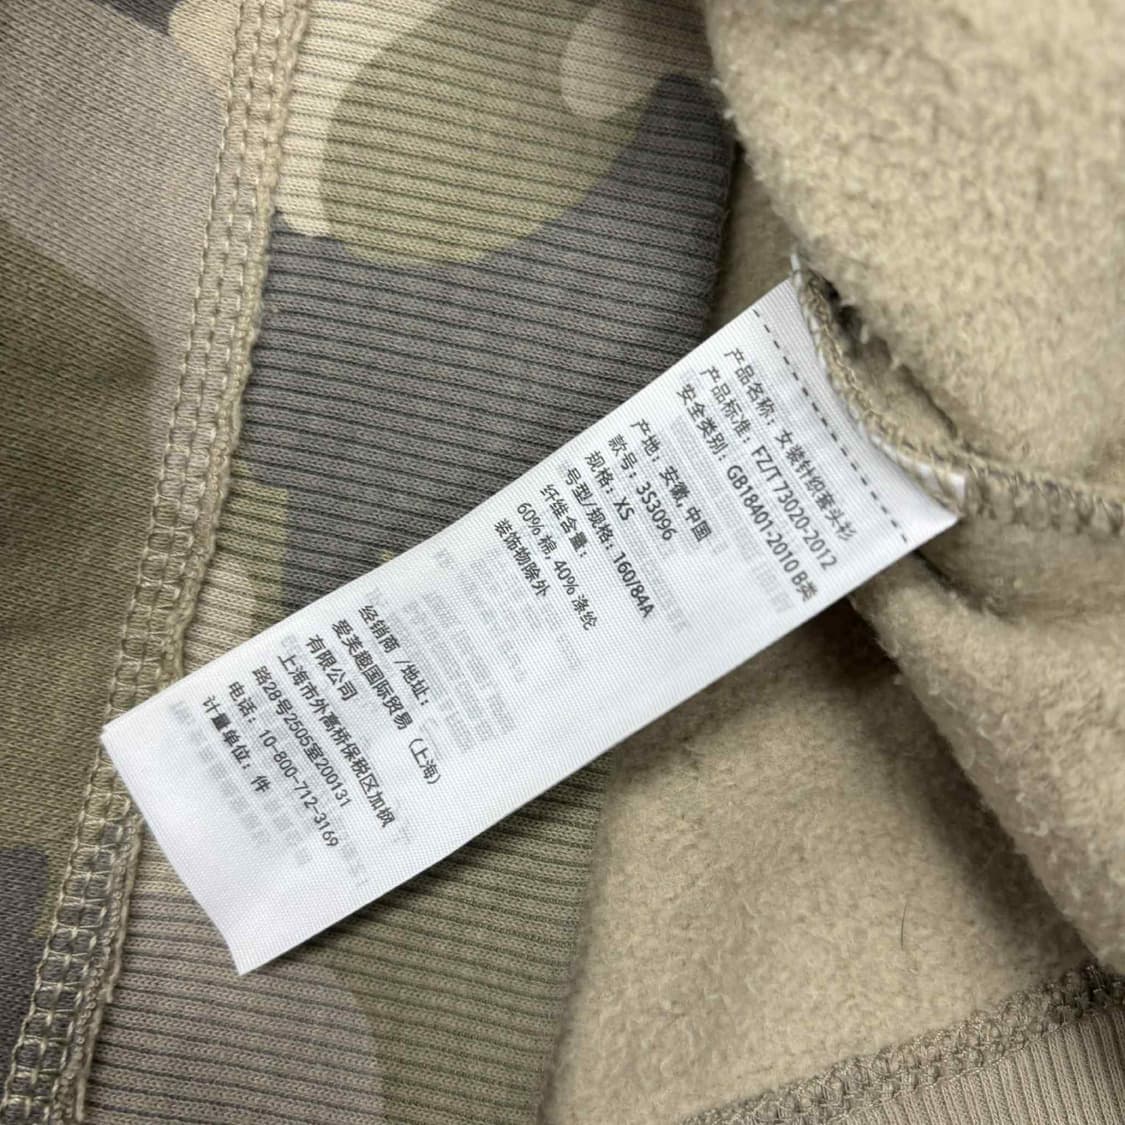 产品名称：女装针织套头衫
产品标准：FZ/T 73020-2012
安全类别：GB18401-2010 B类
产地：安徽,中国
款号：3S3096
规格：XS
号型/规格：160/84A
纤维含量：
60% 棉, 40% 涤纶
装饰物除外
经销商 /地址：
爱芙趣国际贸易（上海）
有限公司
上海市外高桥保税区加枫
路28号2505室200131
电话：10-800-712-3169
计量单位：件